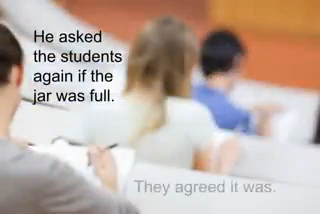 He asked
the students
again if the
jar was full.
They agreed it was.